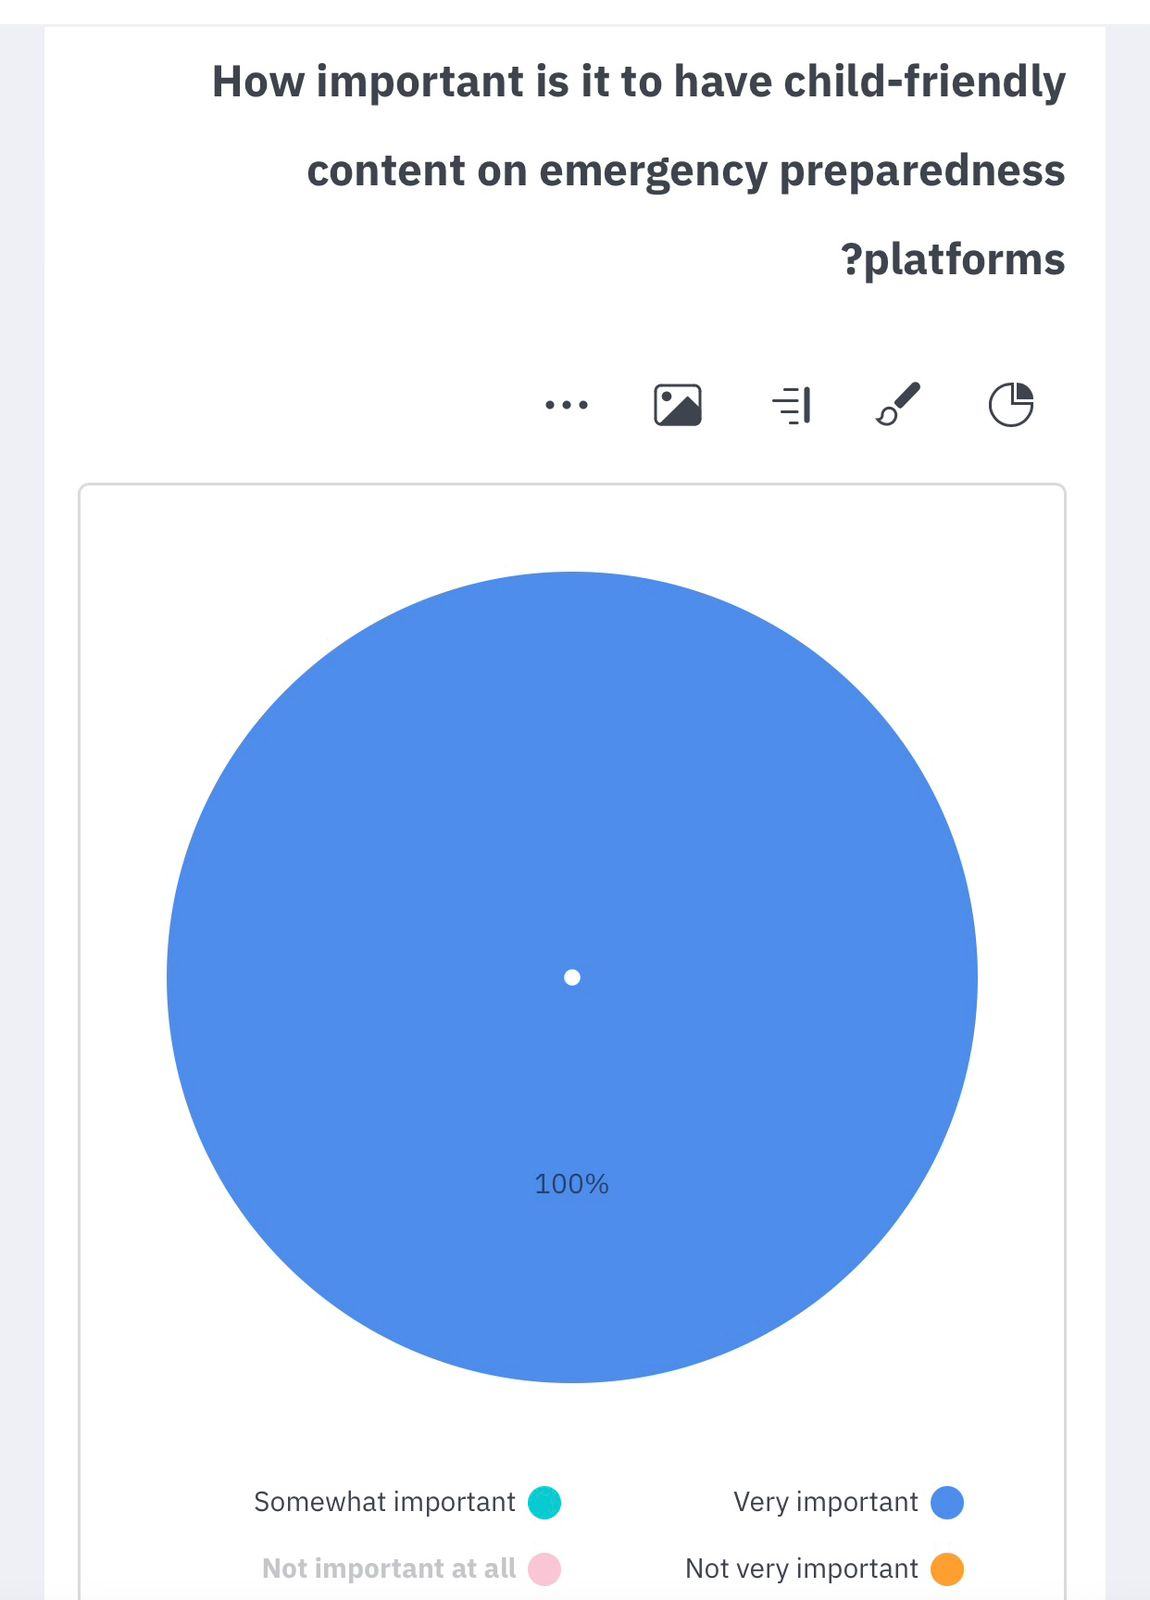 How important is it to have child-friendly
content on emergency preparedness
?platforms
100%
Very important
Somewhat important
Not very important
Not important at all